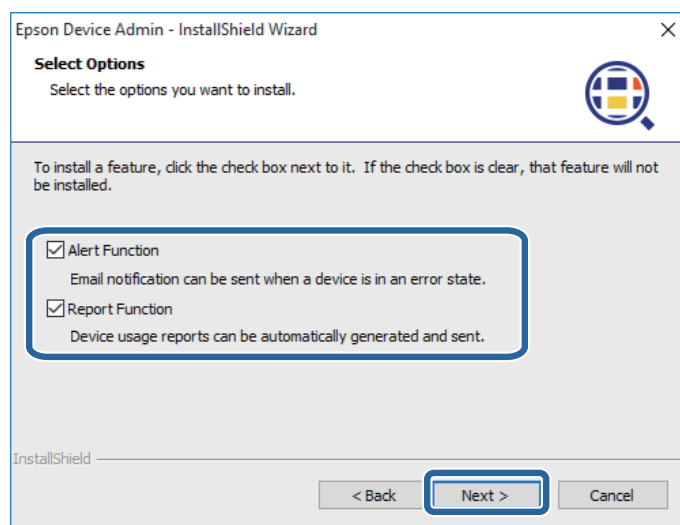 Epson Device Admin - InstallShield Wizard
Select Options
Select the options you want to install.
To install a feature, click the check box next to it. If the check box is clear, that feature will not
be installed.
Alert Function
Email notification can be sent when a device is in an error state.
Report Function
Device usage reports can be automatically generated and sent.
InstallShield
< Back Next > Cancel